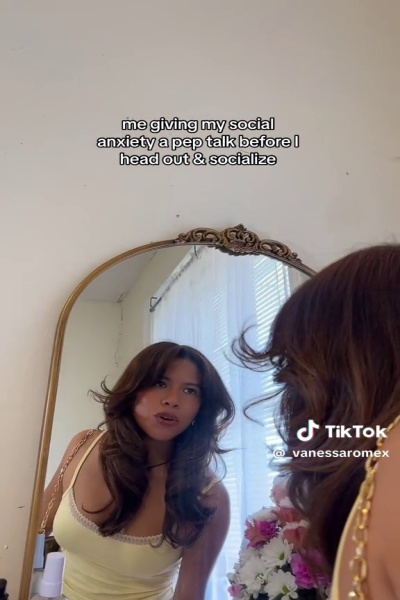 me giving my social
anxiety a pep talk before I
head out & socialize
TikTok
@_vanessaromex